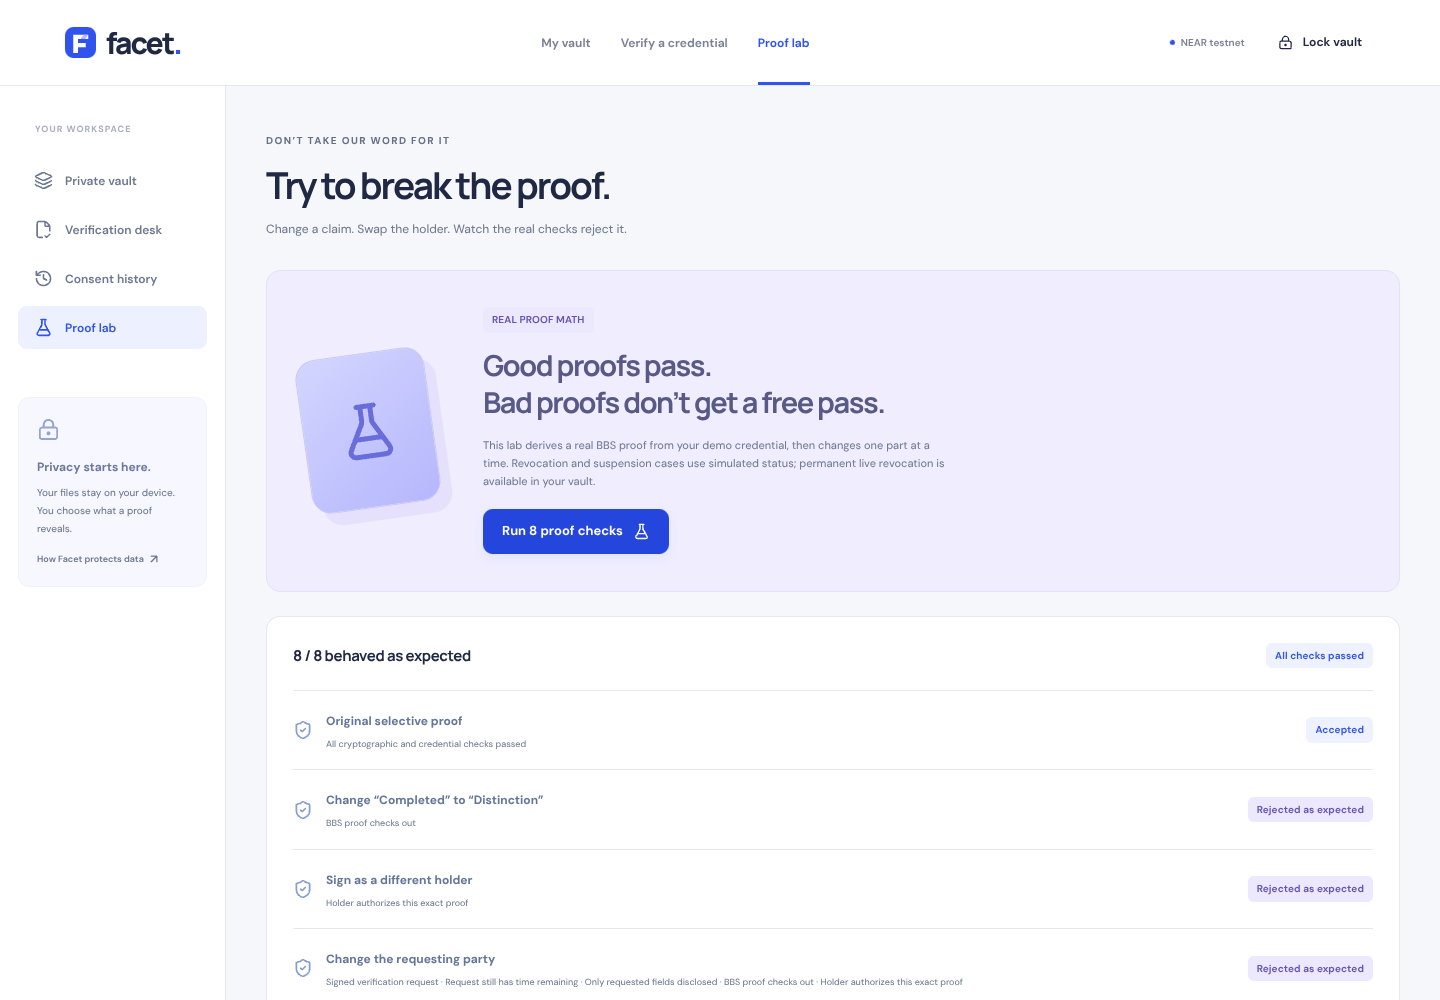 facet.
My vault
Verify a credential
Proof lab
NEAR testnet
Lock vault
YOUR WORKSPACE
Private vault
Verification desk
Consent history
Proof lab
Privacy starts here.
Your files stay on your device.
You choose what a proof
reveals.
How Facet protects data
DON’T TAKE OUR WORD FOR IT
Try to break the proof.
Change a claim. Swap the holder. Watch the real checks reject it.
REAL PROOF MATH
Good proofs pass.
Bad proofs don’t get a free pass.
This lab derives a real BBS proof from your demo credential, then changes one part at a
time. Revocation and suspension cases use simulated status; permanent live revocation is
available in your vault.
Run 8 proof checks
8 / 8 behaved as expected
All checks passed
Original selective proof
All cryptographic and credential checks passed
Accepted
Change “Completed” to “Distinction”
BBS proof checks out
Rejected as expected
Sign as a different holder
Holder authorizes this exact proof
Rejected as expected
Change the requesting party
Signed verification request · Request still has time remaining · Only requested fields disclosed · BBS proof checks out · Holder authorizes this exact proof
Rejected as expected